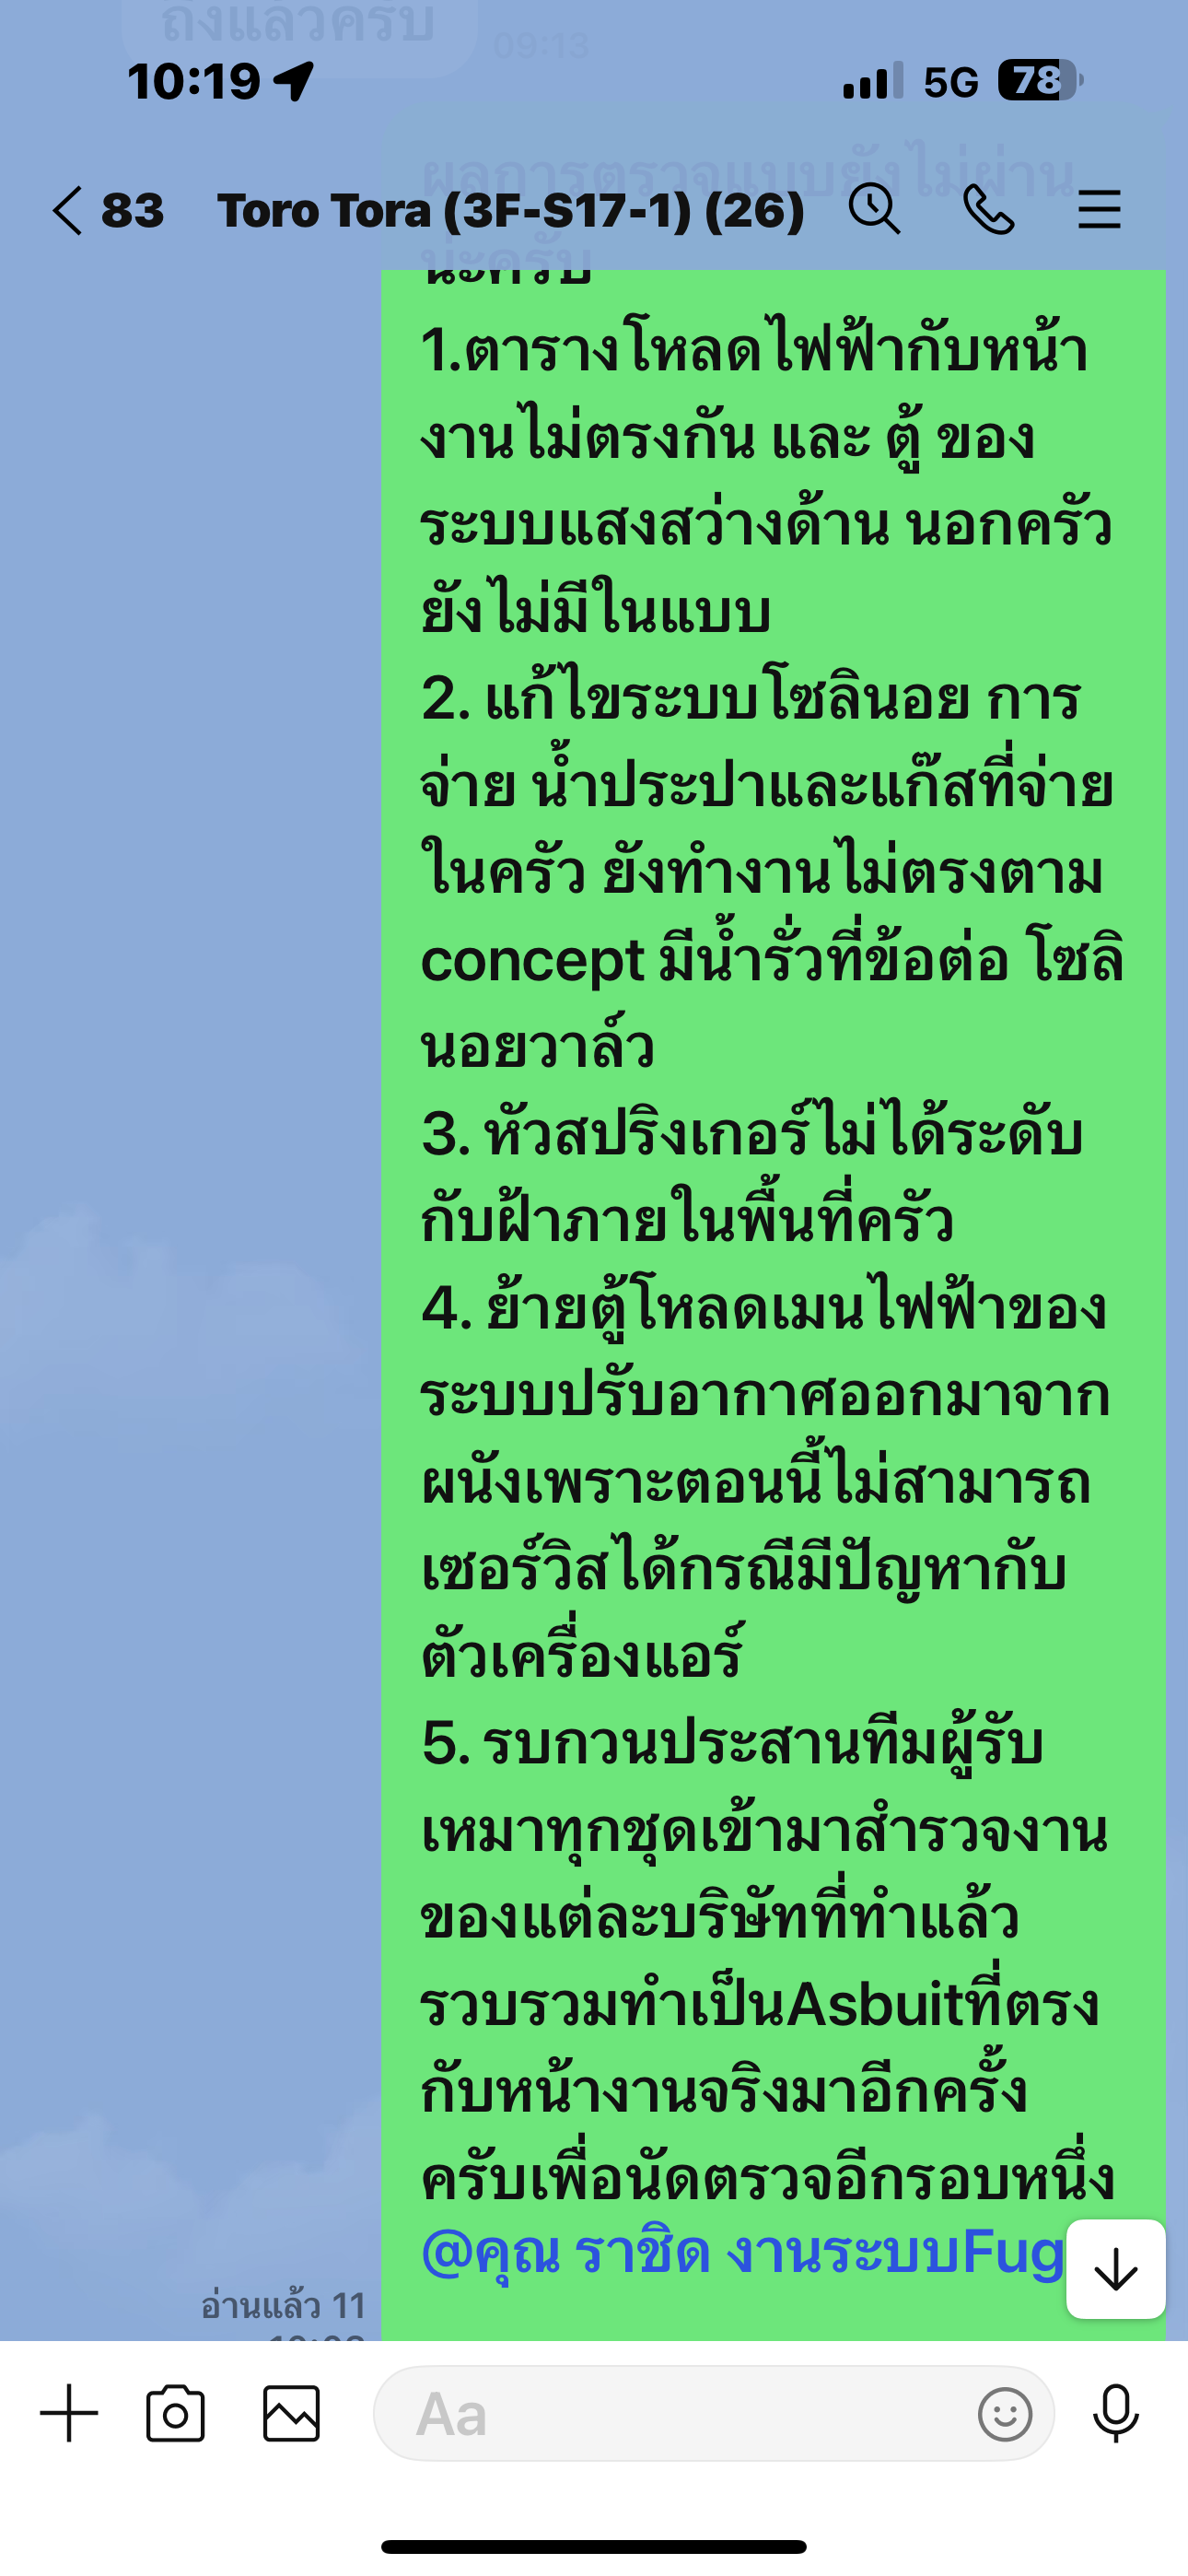 ถึงแล้วครับ
09:13
10:19
5G
78
ผลการตรวจแบบยังไม่ผ่าน
83
Toro Tora (3F-S17-1) (26)
น่ะครับ
1.ตารางโหลดไฟฟ้ากับหน้า
งานไม่ตรงกัน และ ตู้ ของ
ระบบแสงสว่างด้าน นอกครัว
ยังไม่มีในแบบ
2. แก้ไขระบบโซลินอย การ
จ่าย น้ำประปาและแก๊สที่จ่าย
ในครัว ยังทำงานไม่ตรงตาม
concept มีน้ำรั่วที่ข้อต่อ โซลิ
นอยวาล์ว
3. หัวสปริงเกอร์ไม่ได้ระดับ
กับฝ้าภายในพื้นที่ครัว
4. ย้ายตู้โหลดเมนไฟฟ้าของ
ระบบปรับอากาศออกมาจาก
ผนังเพราะตอนนี้ไม่สามารถ
เซอร์วิสได้กรณีมีปัญหากับ
ตัวเครื่องแอร์
5. รบกวนประสานทีมผู้รับ
เหมาทุกชุดเข้ามาสำรวจงาน
ของแต่ละบริษัทที่ทำแล้ว
รวบรวมทำเป็นAsbuitที่ตรง
กับหน้างานจริงมาอีกครั้ง
ครับเพื่อนัดตรวจอีกรอบหนึ่ง
@คุณ ราชิด งานระบบFug
อ่านแล้ว 11
Aa